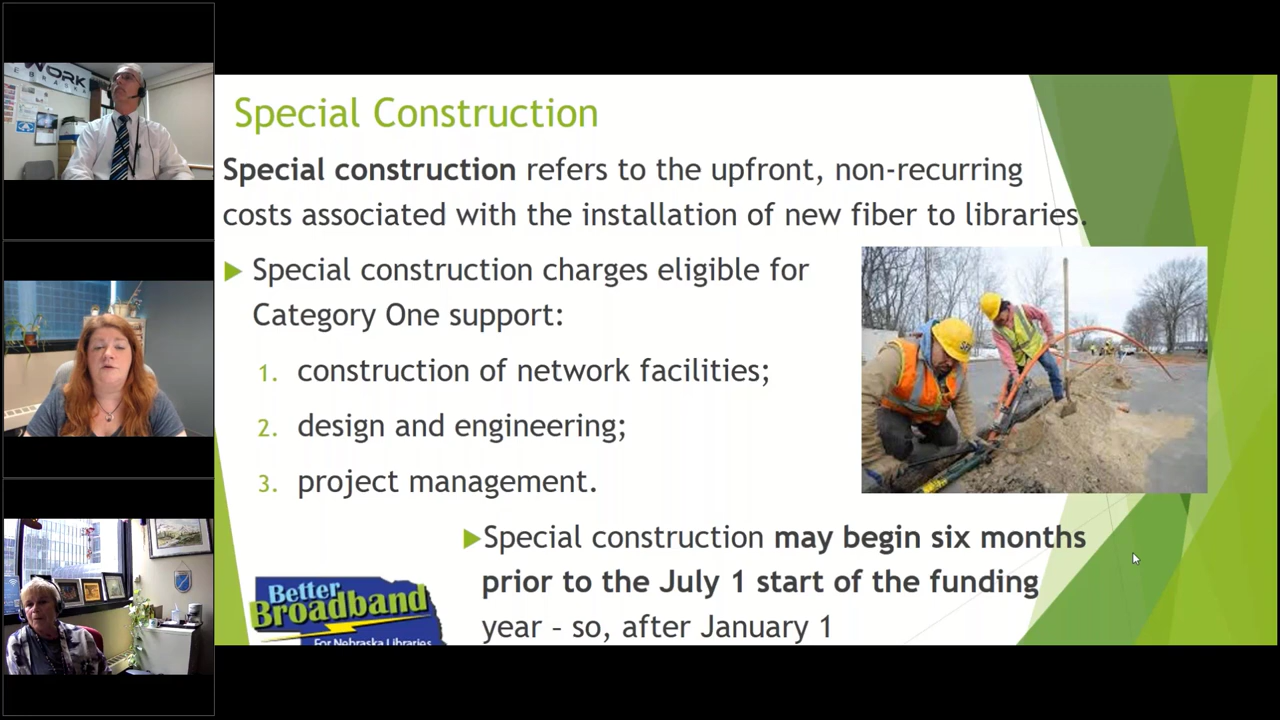 WORK
EBRASKA
Special Construction
Special construction refers to the upfront, non-recurring
costs associated with the installation of new fiber to libraries.
Special construction charges eligible for
Category One support:
1. construction of network facilities;
2. design and engineering;
3. project management.
Special construction may begin six months
prior to the July 1 start of the funding
year – so, after January 1
Better
Broadband
For Nebraska Libraries